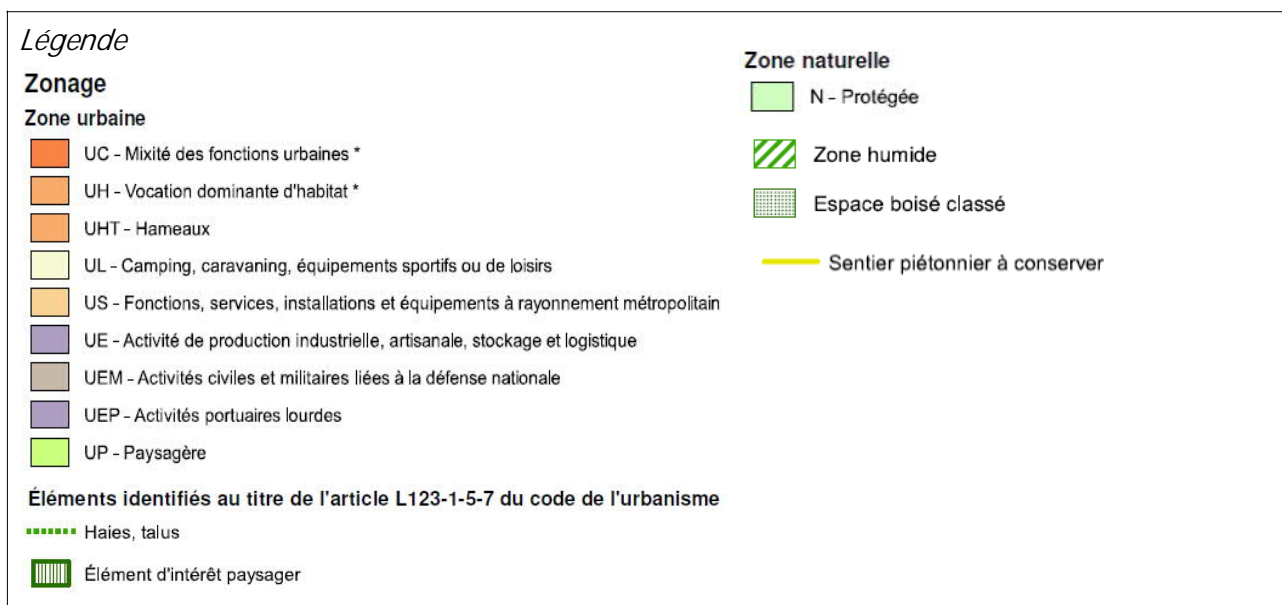 Légende
Zonage
Zone urbaine
UC - Mixité des fonctions urbaines *
UH - Vocation dominante d'habitat *
UHT - Hameaux
UL - Camping, caravaning, équipements sportifs ou de loisirs
US - Fonctions, services, installations et équipements à rayonnement métropolitain
UE - Activité de production industrielle, artisanale, stockage et logistique
UEM - Activités civiles et militaires liées à la défense nationale
UEP - Activités portuaires lourdes
UP - Paysagère
Éléments identifiés au titre de l'article L123-1-5-7 du code de l'urbanisme
Haies, talus
Élément d'intérêt paysager
Zone naturelle
N - Protégée
Zone humide
Espace boisé classé
Sentier piétonnier à conserver